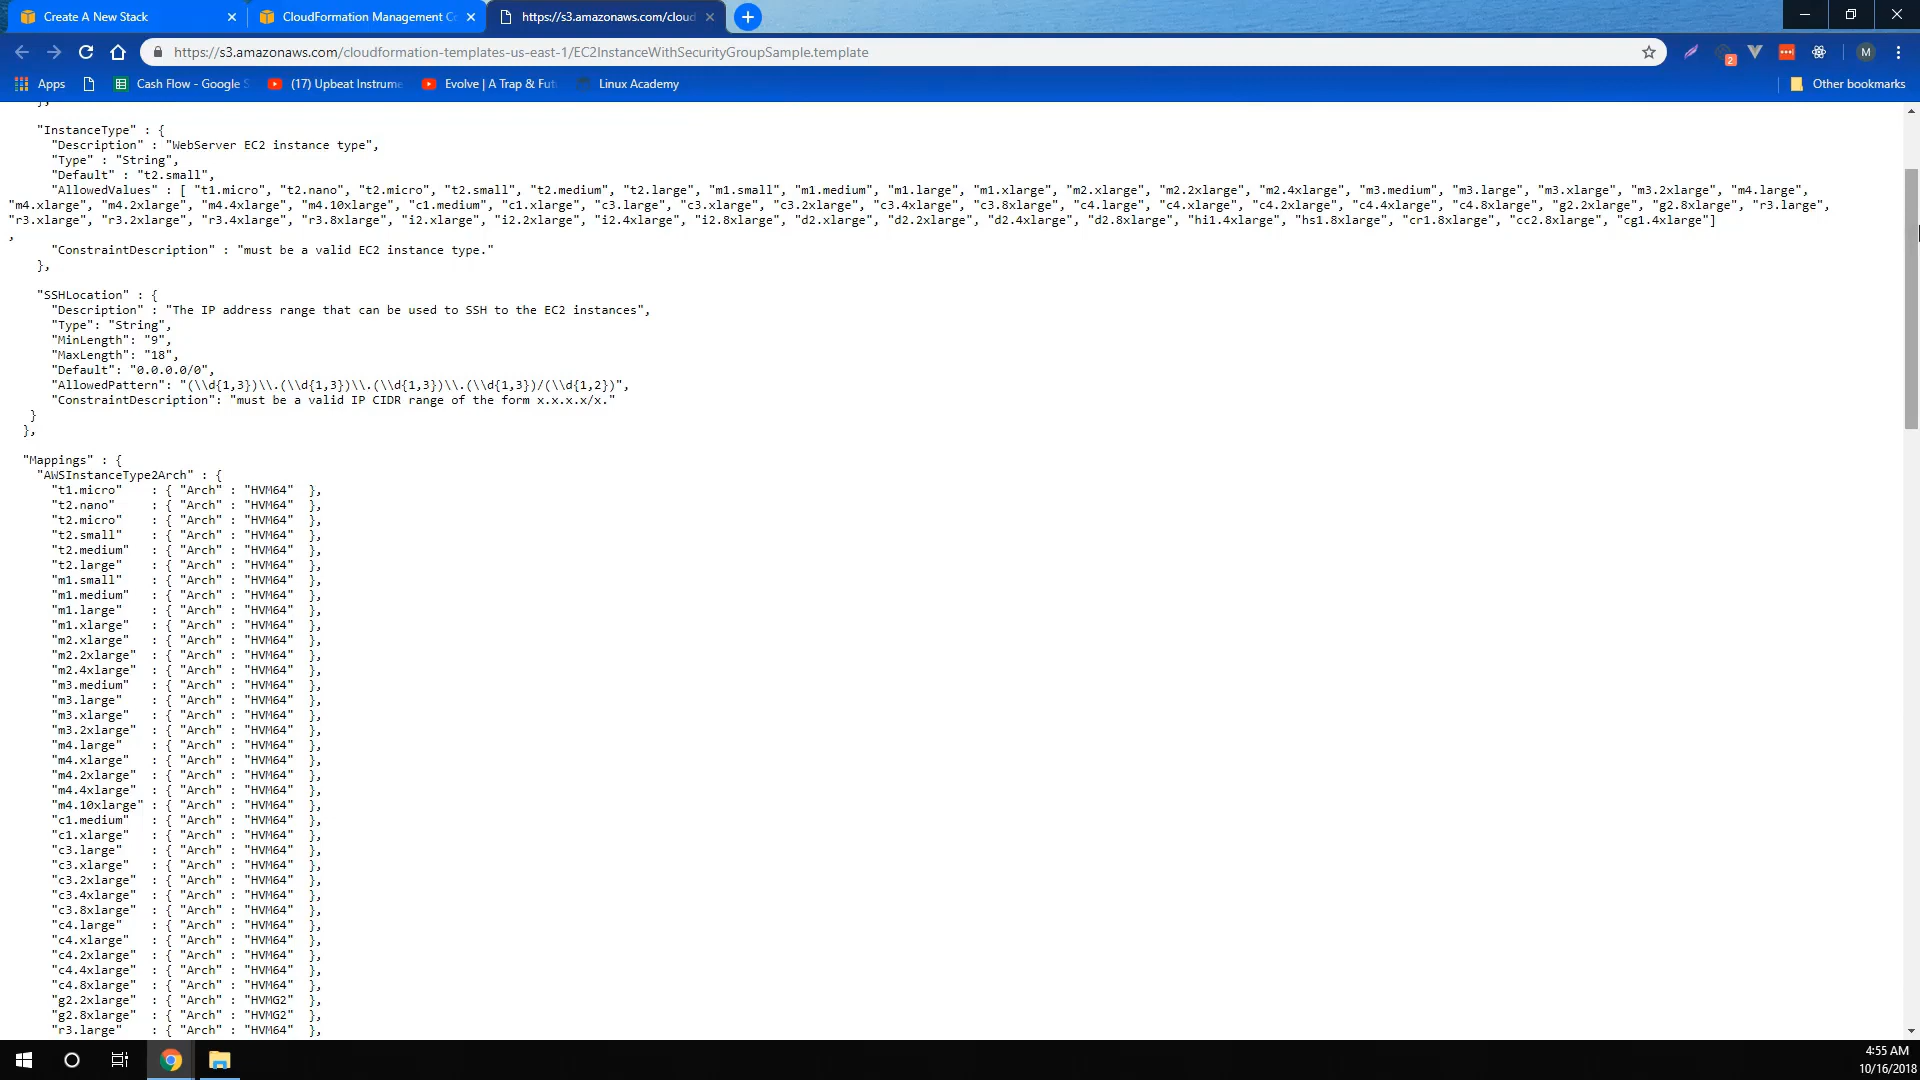 Create A New Stack
CloudFormation Management Co
https://s3.amazonaws.com/cloud
https://s3.amazonaws.com/cloudformation-templates-us-east-1/EC2InstanceWithSecurityGroupSample.template
2
M
Apps
Cash Flow - Google S
(17) Upbeat Instrume
Evolve | A Trap & Futu
Linux Academy
Other bookmarks
},
"InstanceType" : {
"Description" : "WebServer EC2 instance type",
"Type" : "String",
"Default" : "t2.small",
"AllowedValues" : [ "t1.micro", "t2.nano", "t2.micro", "t2.small", "t2.medium", "t2.large", "m1.small", "m1.medium", "m1.large", "m1.xlarge", "m2.xlarge", "m2.2xlarge", "m2.4xlarge", "m3.medium", "m3.large", "m3.xlarge", "m3.2xlarge", "m4.large",
"m4.xlarge", "m4.2xlarge", "m4.4xlarge", "m4.10xlarge", "c1.medium", "c1.xlarge", "c3.large", "c3.xlarge", "c3.2xlarge", "c3.4xlarge", "c3.8xlarge", "c4.large", "c4.xlarge", "c4.2xlarge", "c4.4xlarge", "c4.8xlarge", "g2.2xlarge", "g2.8xlarge", "r3.large",
"r3.xlarge", "r3.2xlarge", "r3.4xlarge", "r3.8xlarge", "i2.xlarge", "i2.2xlarge", "i2.4xlarge", "i2.8xlarge", "d2.xlarge", "d2.2xlarge", "d2.4xlarge", "d2.8xlarge", "hi1.4xlarge", "hs1.8xlarge", "cr1.8xlarge", "cc2.8xlarge", "cg1.4xlarge"]
,
"ConstraintDescription" : "must be a valid EC2 instance type."
},
"SSHLocation" : {
"Description" : "The IP address range that can be used to SSH to the EC2 instances",
"Type": "String",
"MinLength": "9",
"MaxLength": "18",
"Default": "0.0.0.0/0",
"AllowedPattern": "(\\d{1,3})\\.(\\d{1,3})\\.(\\d{1,3})\\.(\\d{1,3})/(\\d{1,2})",
"ConstraintDescription": "must be a valid IP CIDR range of the form x.x.x.x/x."
}
},
"Mappings" : {
"AWSInstanceType2Arch" : {
"t1.micro" : { "Arch" : "HVM64" },
"t2.nano" : { "Arch" : "HVM64" },
"t2.micro" : { "Arch" : "HVM64" },
"t2.small" : { "Arch" : "HVM64" },
"t2.medium" : { "Arch" : "HVM64" },
"t2.large" : { "Arch" : "HVM64" },
"m1.small" : { "Arch" : "HVM64" },
"m1.medium" : { "Arch" : "HVM64" },
"m1.large" : { "Arch" : "HVM64" },
"m1.xlarge" : { "Arch" : "HVM64" },
"m2.xlarge" : { "Arch" : "HVM64" },
"m2.2xlarge" : { "Arch" : "HVM64" },
"m2.4xlarge" : { "Arch" : "HVM64" },
"m3.medium" : { "Arch" : "HVM64" },
"m3.large" : { "Arch" : "HVM64" },
"m3.xlarge" : { "Arch" : "HVM64" },
"m3.2xlarge" : { "Arch" : "HVM64" },
"m4.large" : { "Arch" : "HVM64" },
"m4.xlarge" : { "Arch" : "HVM64" },
"m4.2xlarge" : { "Arch" : "HVM64" },
"m4.4xlarge" : { "Arch" : "HVM64" },
"m4.10xlarge" : { "Arch" : "HVM64" },
"c1.medium" : { "Arch" : "HVM64" },
"c1.xlarge" : { "Arch" : "HVM64" },
"c3.large" : { "Arch" : "HVM64" },
"c3.xlarge" : { "Arch" : "HVM64" },
"c3.2xlarge" : { "Arch" : "HVM64" },
"c3.4xlarge" : { "Arch" : "HVM64" },
"c3.8xlarge" : { "Arch" : "HVM64" },
"c4.large" : { "Arch" : "HVM64" },
"c4.xlarge" : { "Arch" : "HVM64" },
"c4.2xlarge" : { "Arch" : "HVM64" },
"c4.4xlarge" : { "Arch" : "HVM64" },
"c4.8xlarge" : { "Arch" : "HVM64" },
"g2.2xlarge" : { "Arch" : "HVMG2" },
"g2.8xlarge" : { "Arch" : "HVMG2" },
"r3.large" : { "Arch" : "HVM64" },
4:55 AM
10/16/2018